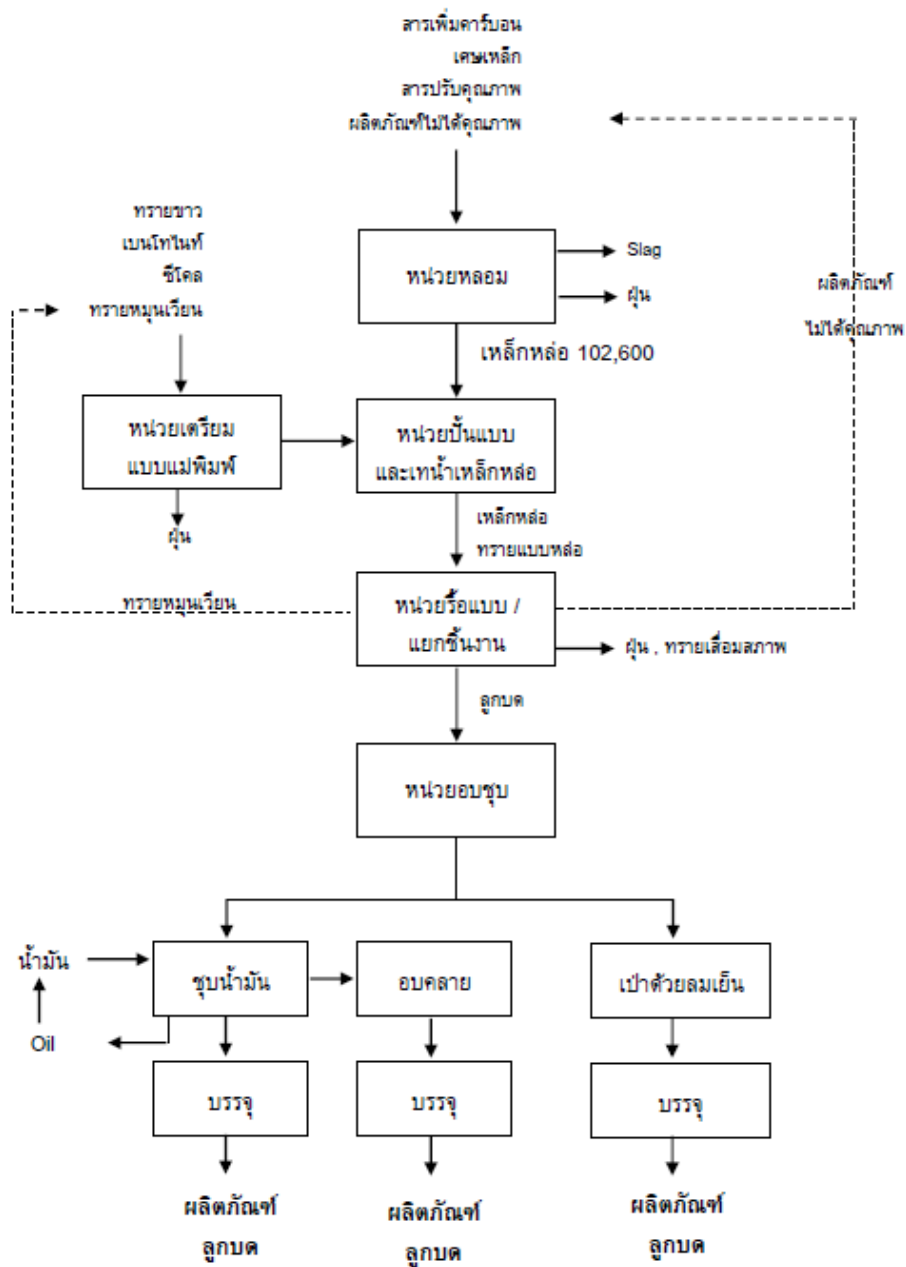 สารเพิ่มคาร์บอน
เศษเหล็ก
สารปรับคุณภาพ
ผลิตภัณฑ์ไม่ได้คุณภาพ
ทรายขาว
เบนโทไนท์
ซีโคล
ทรายหมุนเวียน
หน่วยหลอม
Slag
ฝุ่น
ผลิตภัณฑ์
ไม่ได้คุณภาพ
เหล็กหล่อ 102,600
หน่วยเตรียม
แบบแม่พิมพ์
หน่วยปั้นแบบ
และเทน้ำเหล็กหล่อ
ฝุ่น
เหล็กหล่อ
ทรายแบบหล่อ
ทรายหมุนเวียน
หน่วยรื้อแบบ /
แยกชิ้นงาน
ฝุ่น , ทรายเสื่อมสภาพ
ลูกบด
หน่วยอบชุบ
น้ำมัน
ชุบน้ำมัน
อบคลาย
เป่าด้วยลมเย็น
Oil
บรรจุ
บรรจุ
บรรจุ
ผลิตภัณฑ์
ลูกบด
ผลิตภัณฑ์
ลูกบด
ผลิตภัณฑ์
ลูกบด